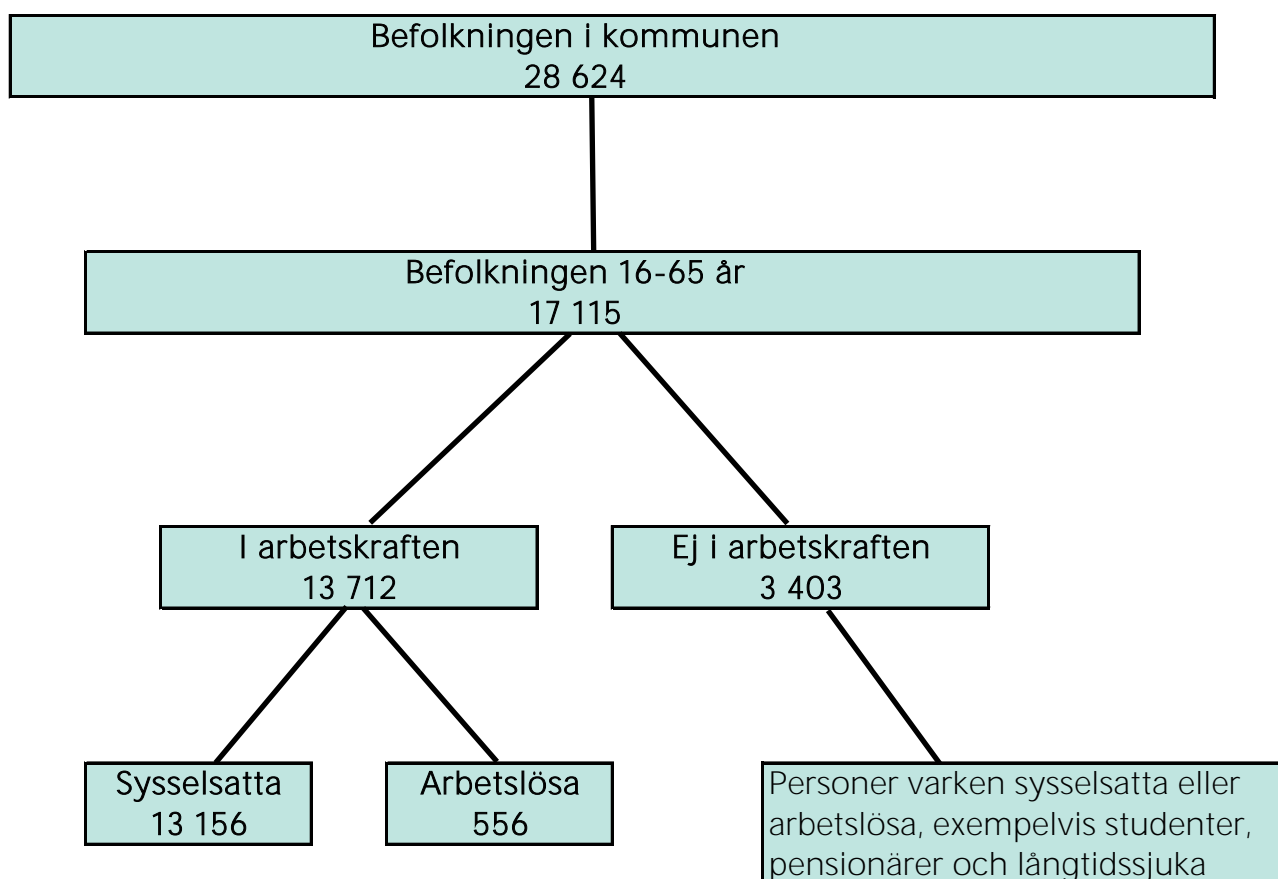 Befolkningen i kommunen
28 624
Befolkningen 16-65 år
17 115
I arbetskraften
13 712
Ej i arbetskraften
3 403
Sysselsatta
13 156
Arbetslösa
556
Personer varken sysselsatta eller
arbetslösa, exempelvis studenter,
pensionärer och långtidssjuka